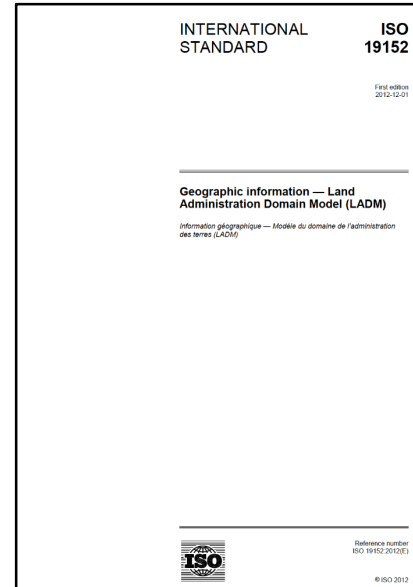 INTERNATIONAL
STANDARD
ISO
19152
First edition
2012-12-01
Geographic information — Land
Administration Domain Model (LADM)
Information géographique — Modèle du domaine de l'administration
des terres (LADM)
ISO
Reference number
ISO 19152:2012(E)
© ISO 2012